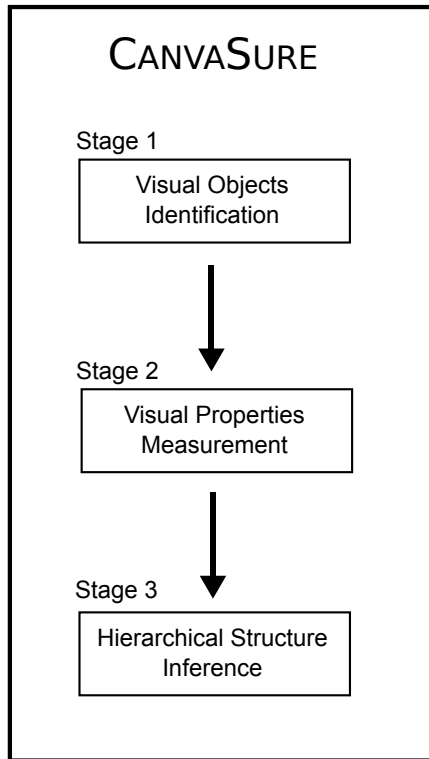 CANVASURE
Stage 1
Visual Objects
Identification
Stage 2
Visual Properties
Measurement
Stage 3
Hierarchical Structure
Inference